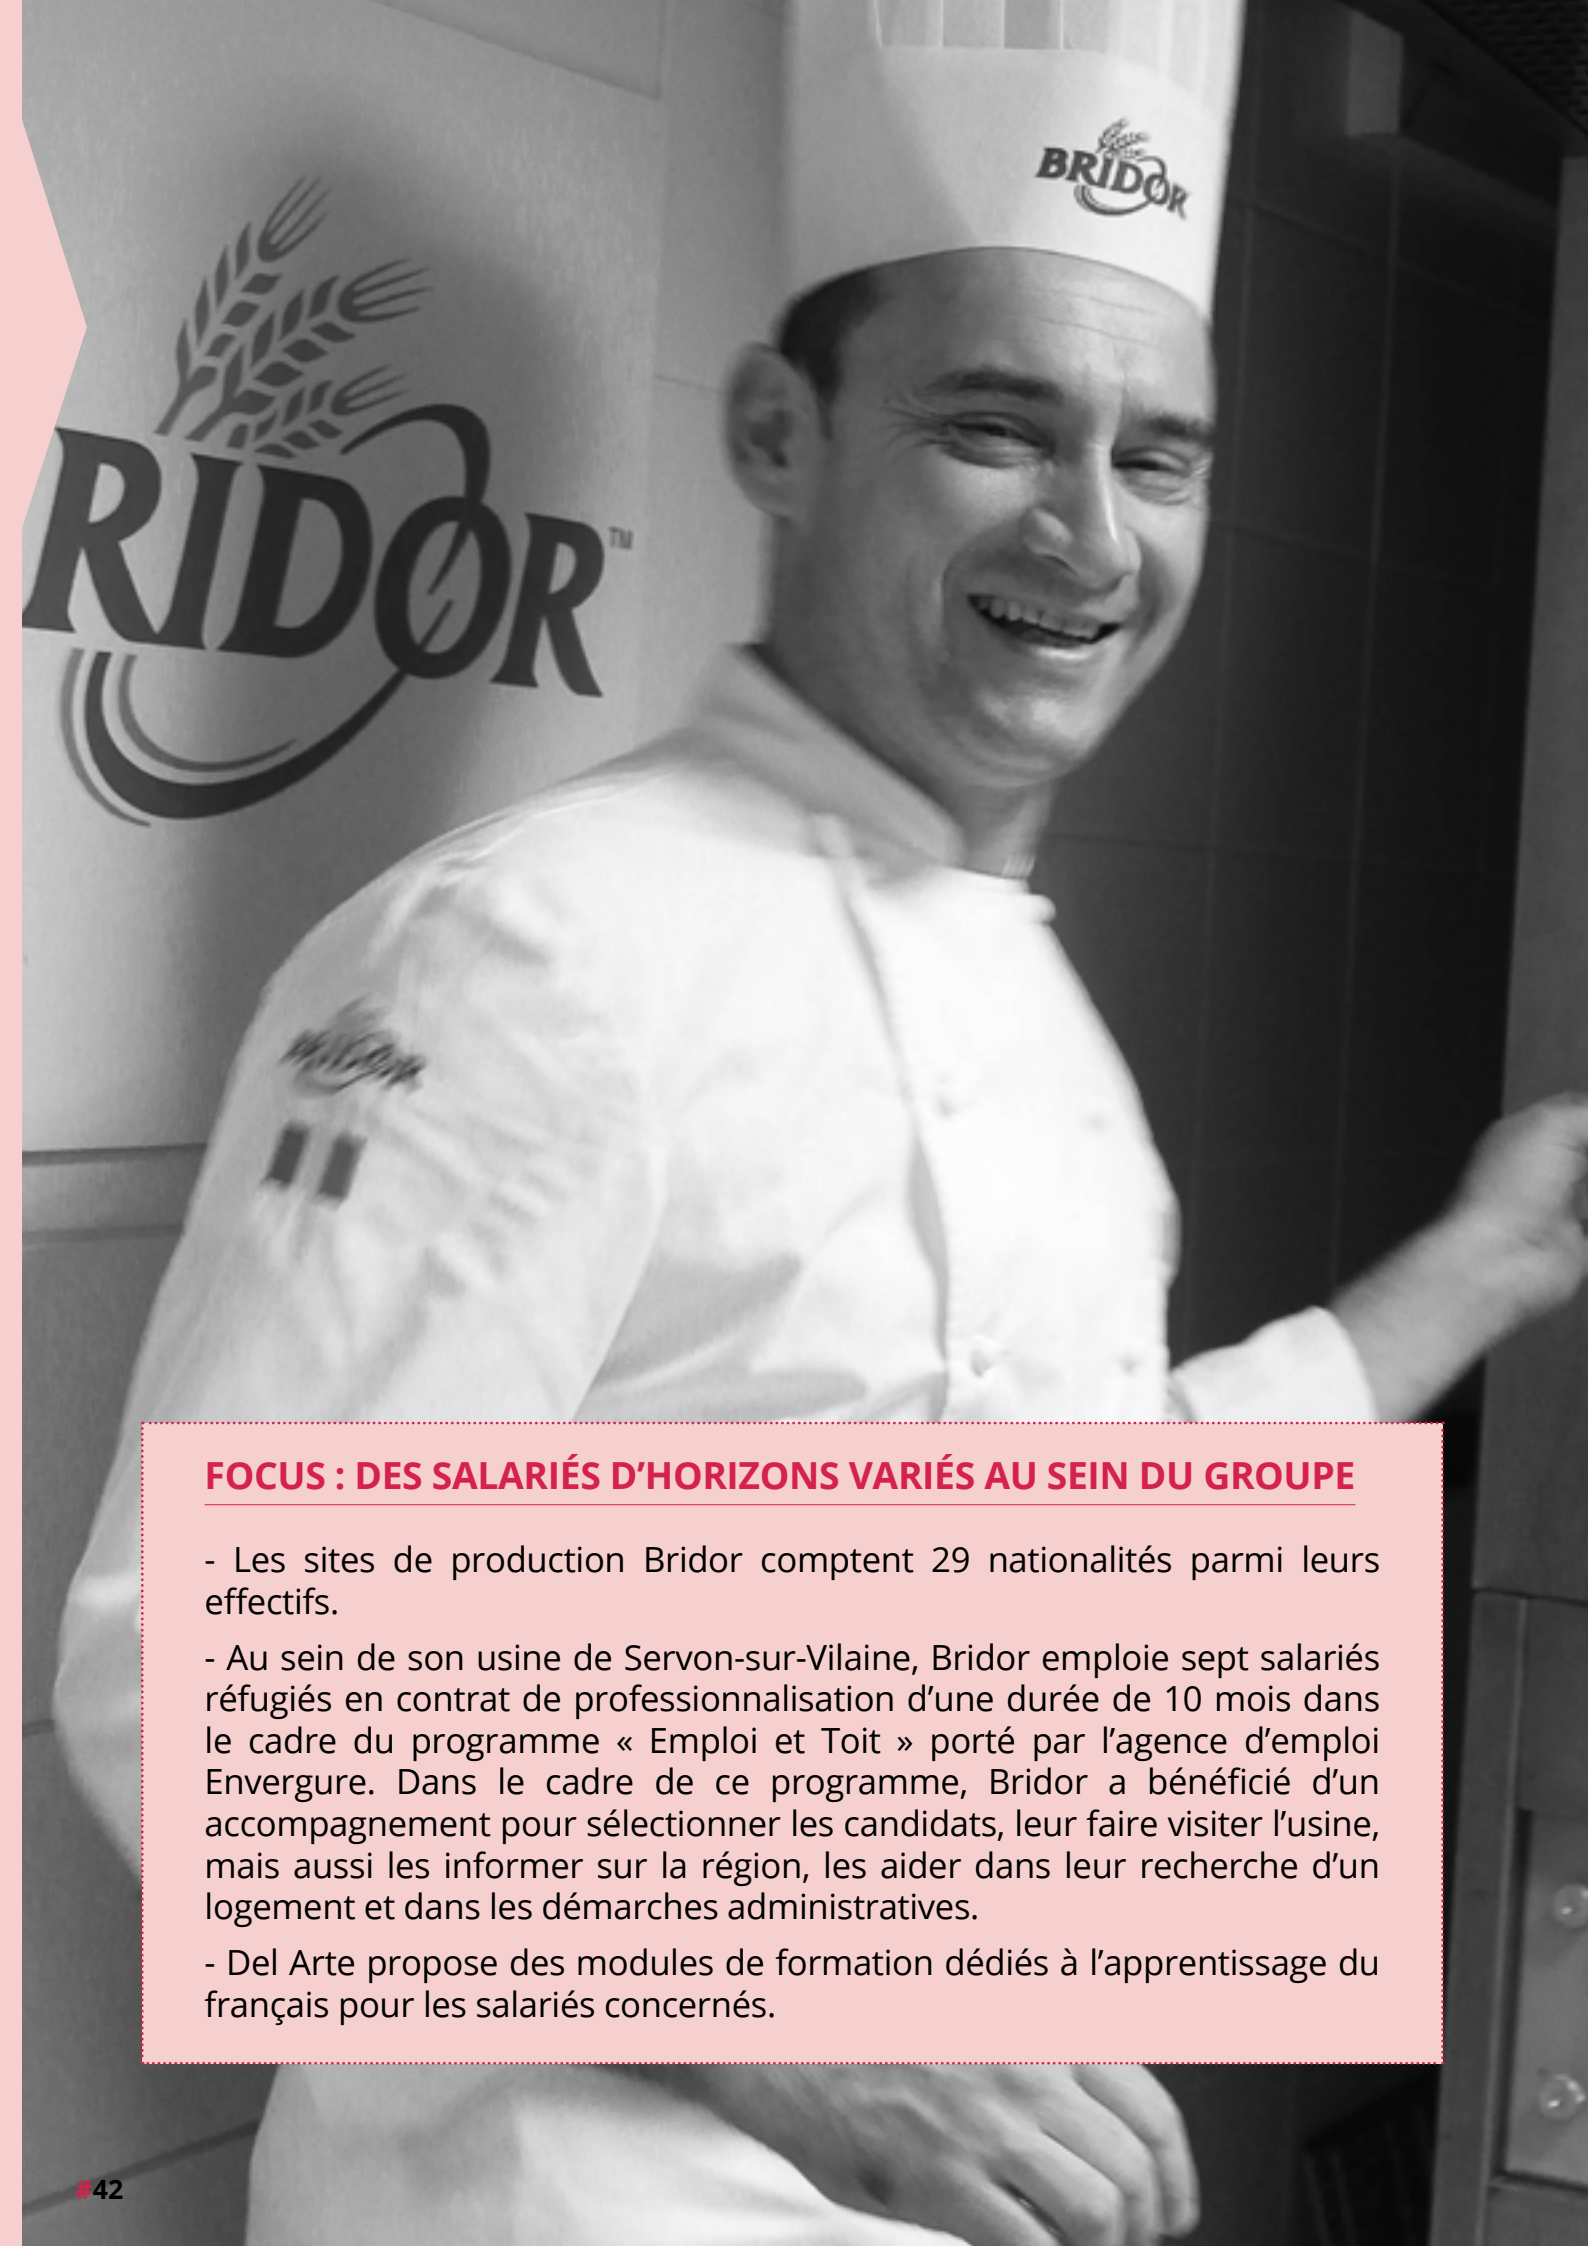 BRIDOR
RIDOR™
FOCUS : DES SALARIÉS D’HORIZONS VARIÉS AU SEIN DU GROUPE
- Les sites de production Bridor comptent 29 nationalités parmi leurs
effectifs.
- Au sein de son usine de Servon-sur-Vilaine, Bridor emploie sept salariés
réfugiés en contrat de professionnalisation d’une durée de 10 mois dans
le cadre du programme « Emploi et Toit » porté par l’agence d’emploi
Envergure. Dans le cadre de ce programme, Bridor a bénéficié d’un
accompagnement pour sélectionner les candidats, leur faire visiter l’usine,
mais aussi les informer sur la région, les aider dans leur recherche d’un
logement et dans les démarches administratives.
- Del Arte propose des modules de formation dédiés à l’apprentissage du
français pour les salariés concernés.
#42